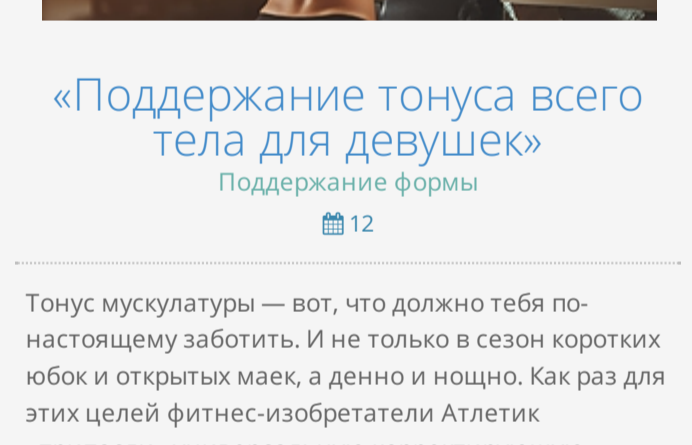 «Поддержание тонуса всего
тела для девушек»
Поддержание формы
12
Тонус мускулатуры — вот, что должно тебя по-
настоящему заботить. И не только в сезон коротких
юбок и открытых маек, а денно и нощно. Как раз для
этих целей фитнес-изобретатели Атлетик